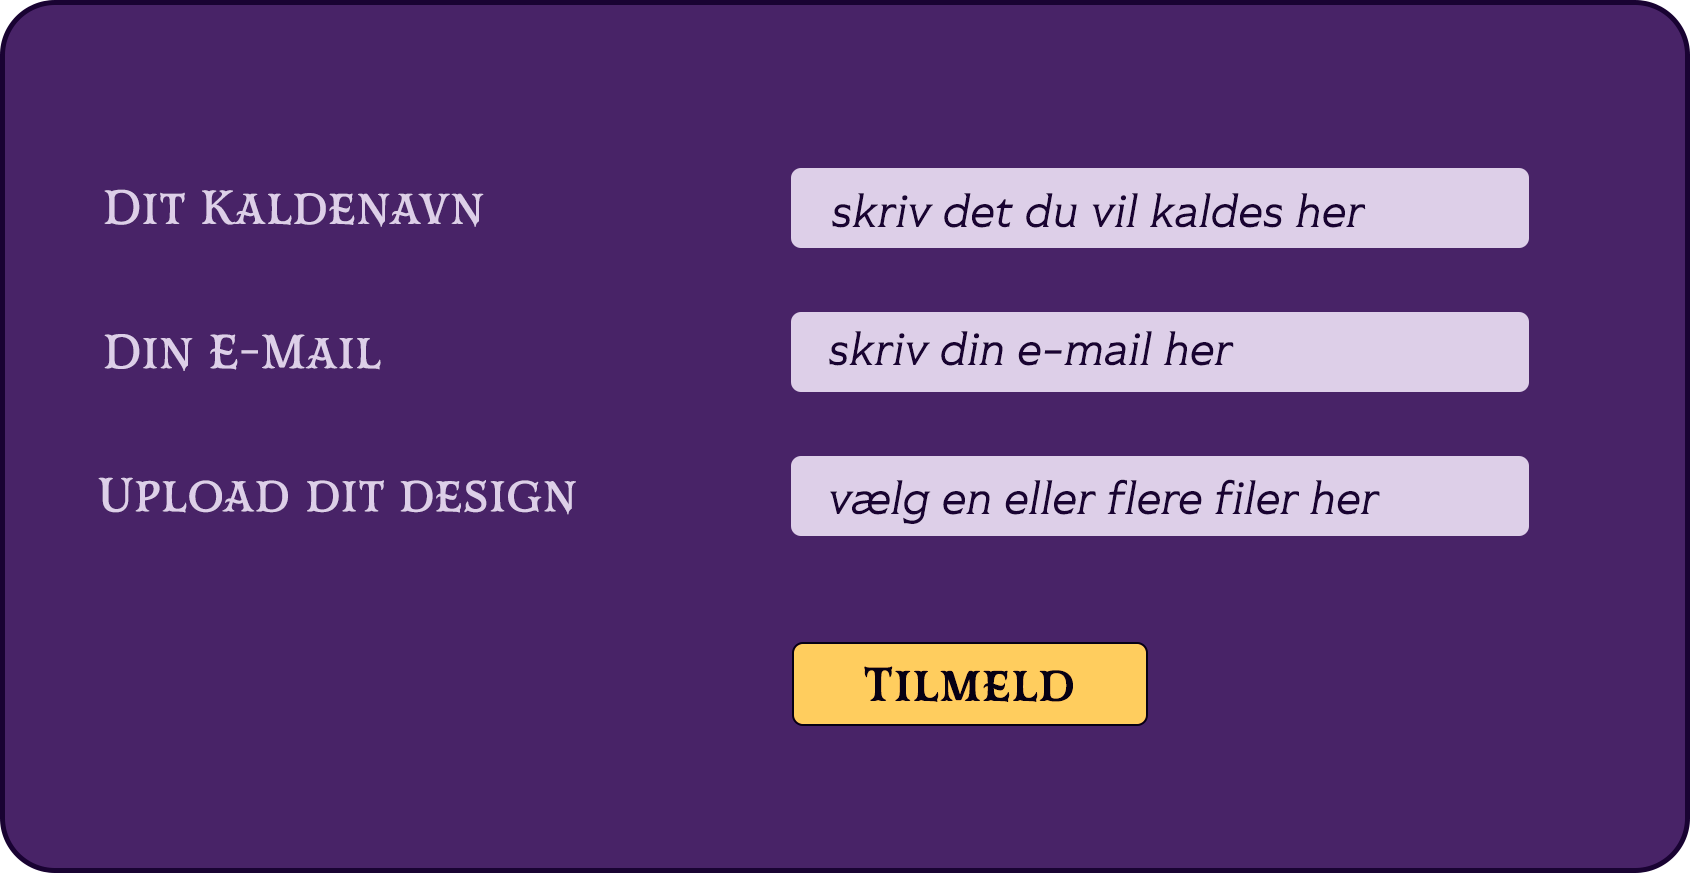 Dit Kaldenavn
skriv det du vil kaldes her
Din E-Mail
skriv din e-mail her
Upload dit design
vælg en eller flere filer her
Tilmeld